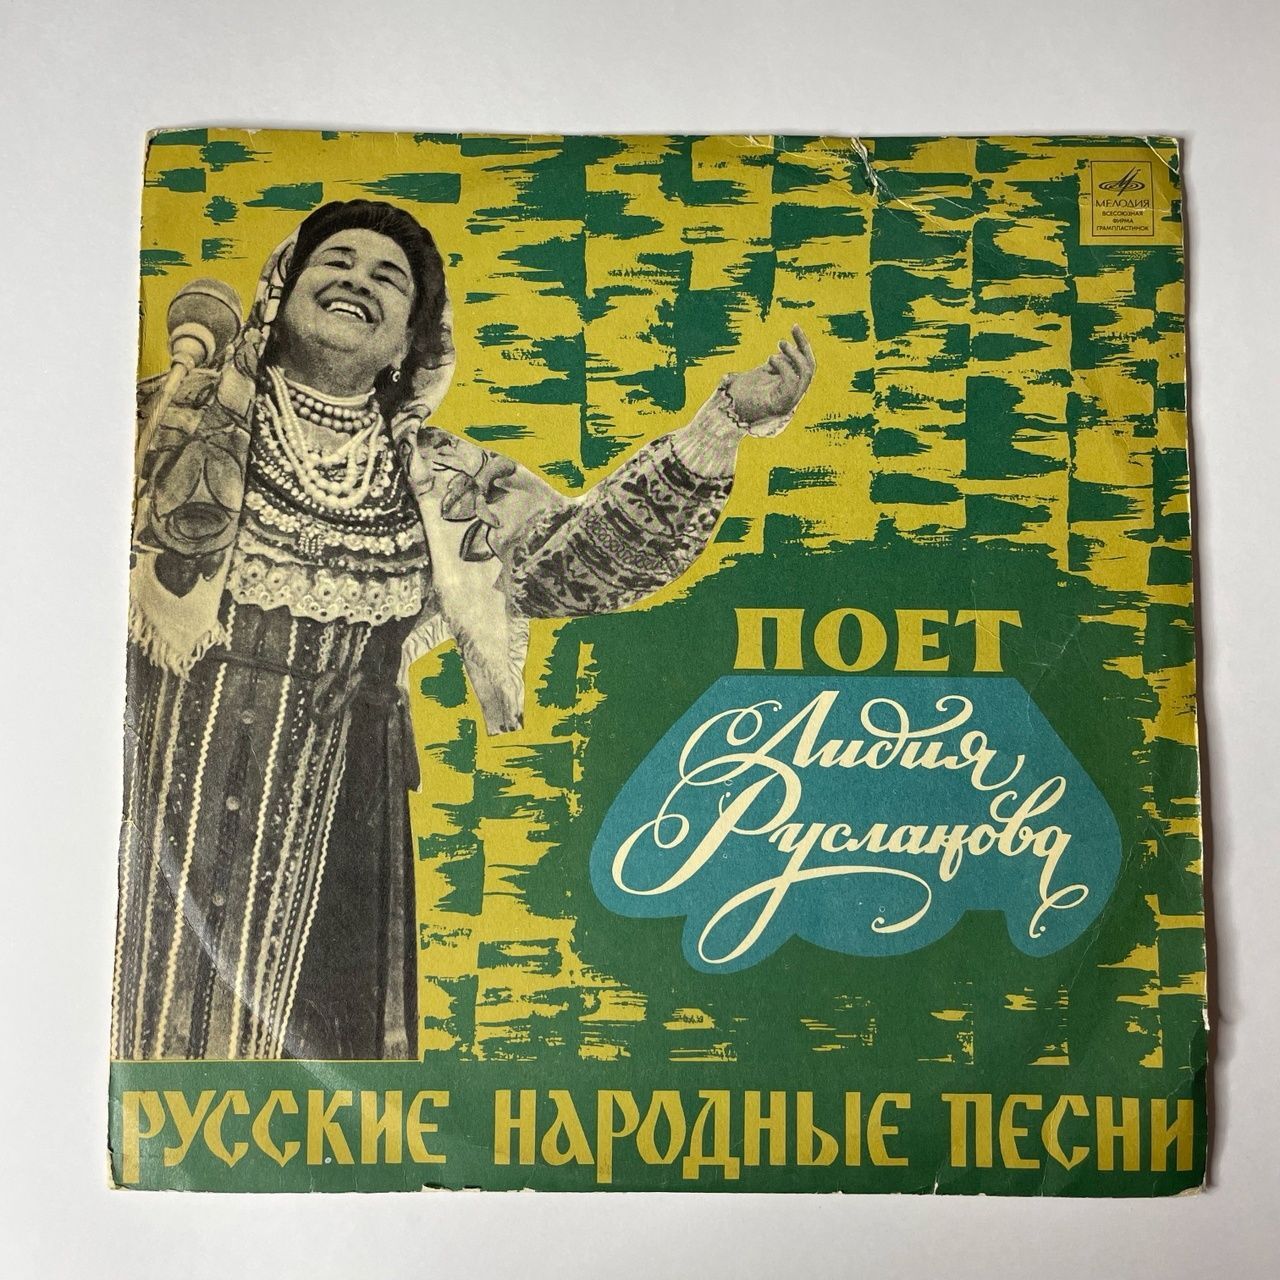 МЕЛОДИЯ
ВСЕСОЮЗНАЯ
ФИРМА
ГРАМПЛАСТИНОК
ПОЕТ
Лидия
Русланова
РУССКИЕ НАРОДНЫЕ ПЕСНИ